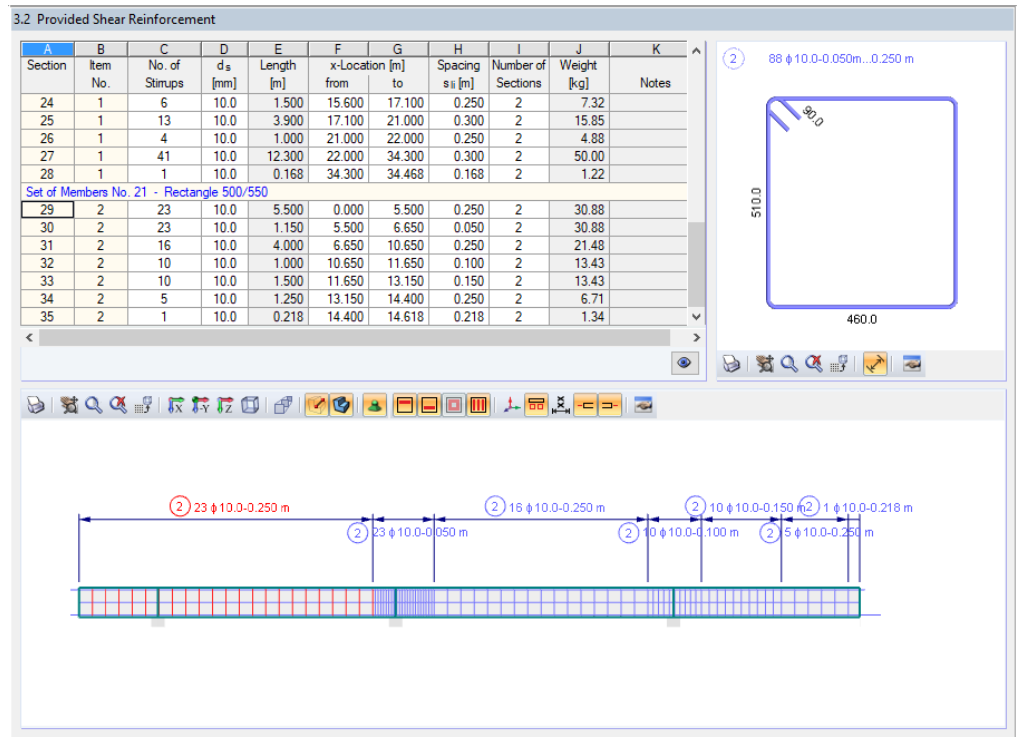 3.2 Provided Shear Reinforcement
A B C D E F G H I J K
Section Item No. of ds Length x-Location [m] Spacing Number of Weight
No. Stirrups [mm] [m] from to s li [m] Sections [kg] Notes
24 1 6 10.0 1.500 15.600 17.100 0.250 2 7.32
25 1 13 10.0 3.900 17.100 21.000 0.300 2 15.85
26 1 4 10.0 1.000 21.000 22.000 0.250 2 4.88
27 1 41 10.0 12.300 22.000 34.300 0.300 2 50.00
28 1 1 10.0 0.168 34.300 34.468 0.168 2 1.22
Set of Members No. 21 - Rectangle 500/550
29 2 23 10.0 5.500 0.000 5.500 0.250 2 30.88
30 2 23 10.0 1.150 5.500 6.650 0.050 2 30.88
31 2 16 10.0 4.000 6.650 10.650 0.250 2 21.48
32 2 10 10.0 1.000 10.650 11.650 0.100 2 13.43
33 2 10 10.0 1.500 11.650 13.150 0.150 2 13.43
34 2 5 10.0 1.250 13.150 14.400 0.250 2 6.71
35 2 1 10.0 0.218 14.400 14.618 0.218 2 1.34
2 88 ϕ 10.0-0.050m...0.250 m
90.0
510.0
460.0
X -Y Z
x.x
2 23 ϕ 10.0-0.250 m 2 16 ϕ 10.0-0.250 m 2 10 ϕ 10.0-0.150 m 2 1 ϕ 10.0-0.218 m
2 23 ϕ 10.0-0.050 m 2 10 ϕ 10.0-0.100 m 2 5 ϕ 10.0-0.250 m